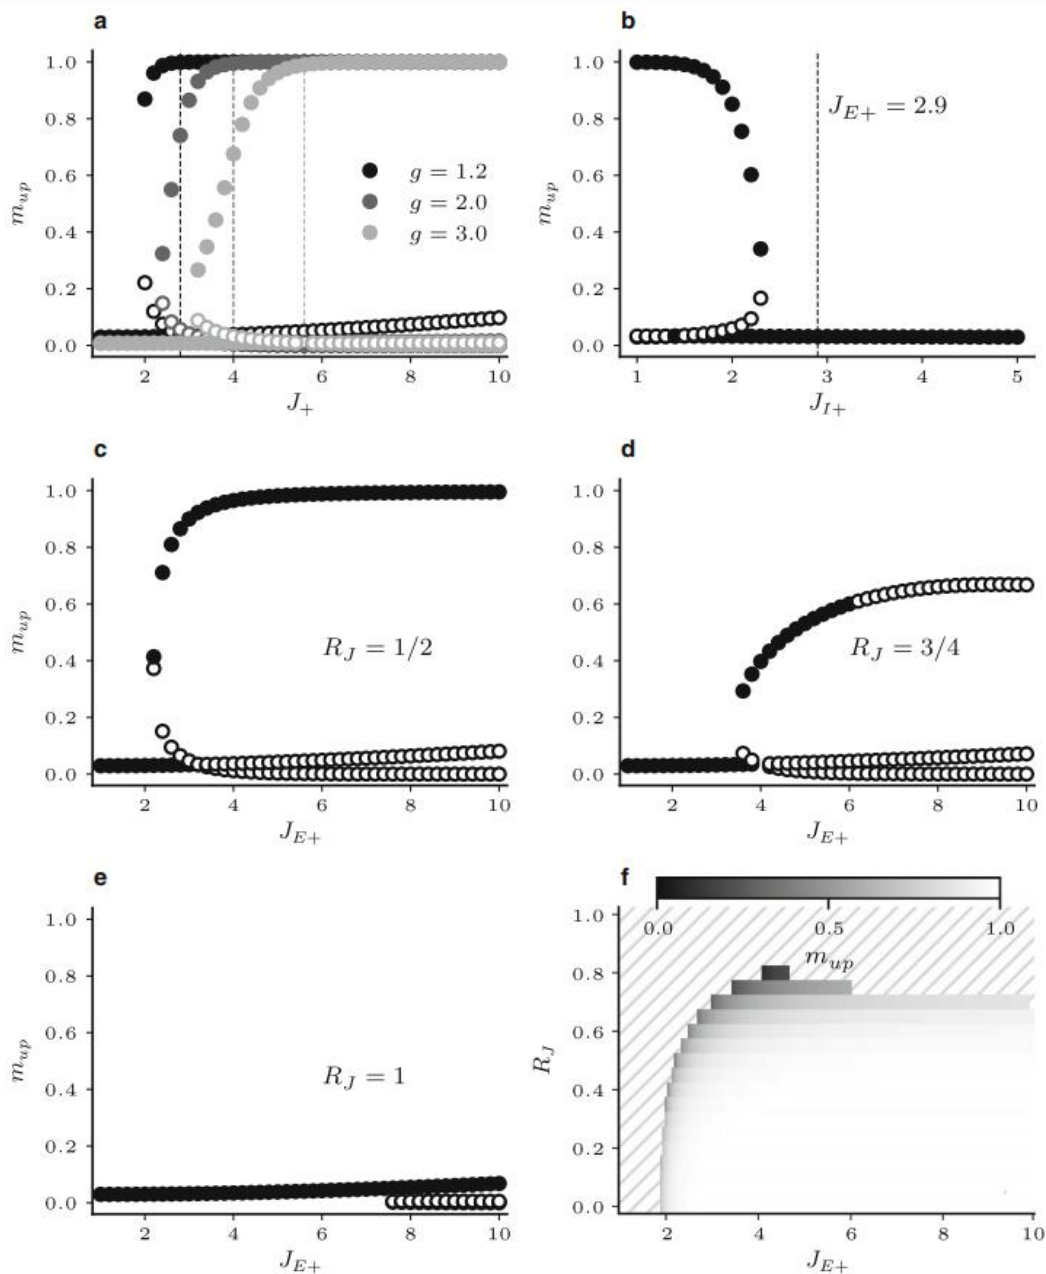 a
1.0
0.8
0.6
0.4
0.2
0.0
m_up
2 4 6 8 10
J_+
g = 1.2
g = 2.0
g = 3.0
b
1.0
0.8
0.6
0.4
0.2
0.0
m_up
1 2 3 4 5
J_I+
J_E+ = 2.9
c
1.0
0.8
0.6
0.4
0.2
0.0
m_up
2 4 6 8 10
J_E+
R_J = 1/2
d
1.0
0.8
0.6
0.4
0.2
0.0
2 4 6 8 10
J_E+
R_J = 3/4
e
1.0
0.8
0.6
0.4
0.2
0.0
m_up
2 4 6 8 10
J_E+
R_J = 1
f
0.0 0.5 1.0
m_up
1.0
0.8
0.6
0.4
0.2
0.0
R_J
2 4 6 8 10
J_E+